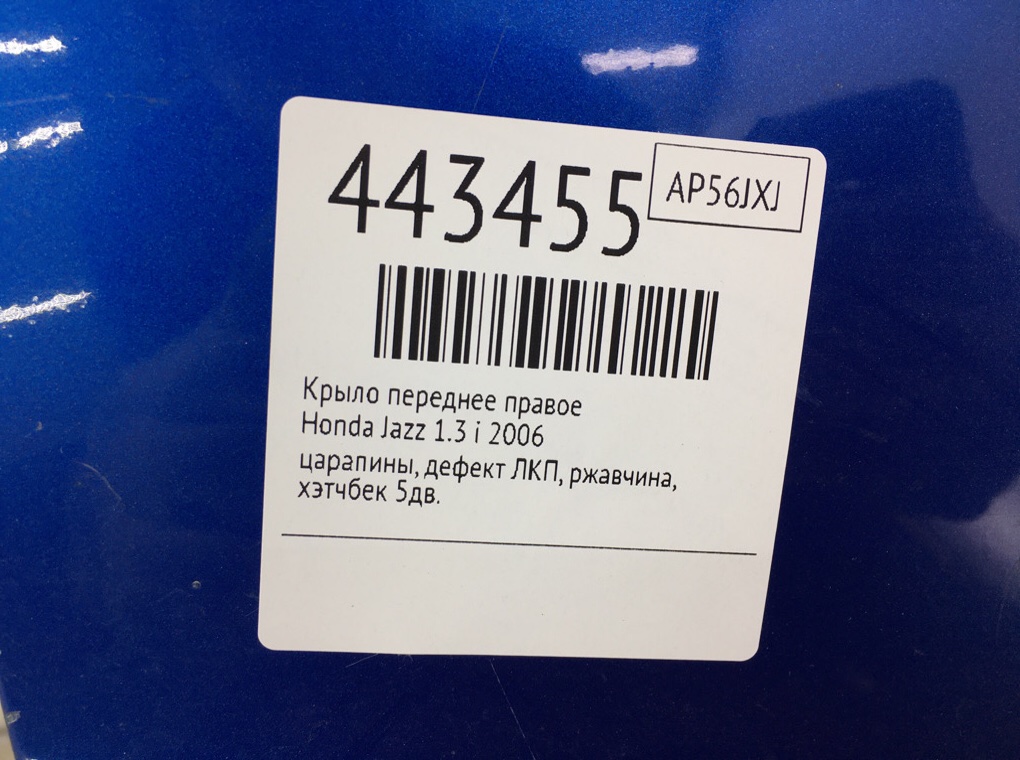 443455
AP56JXJ
Крыло переднее правое
Honda Jazz 1.3 i 2006
царапины, дефект ЛКП, ржавчина,
хэтчбек 5дв.